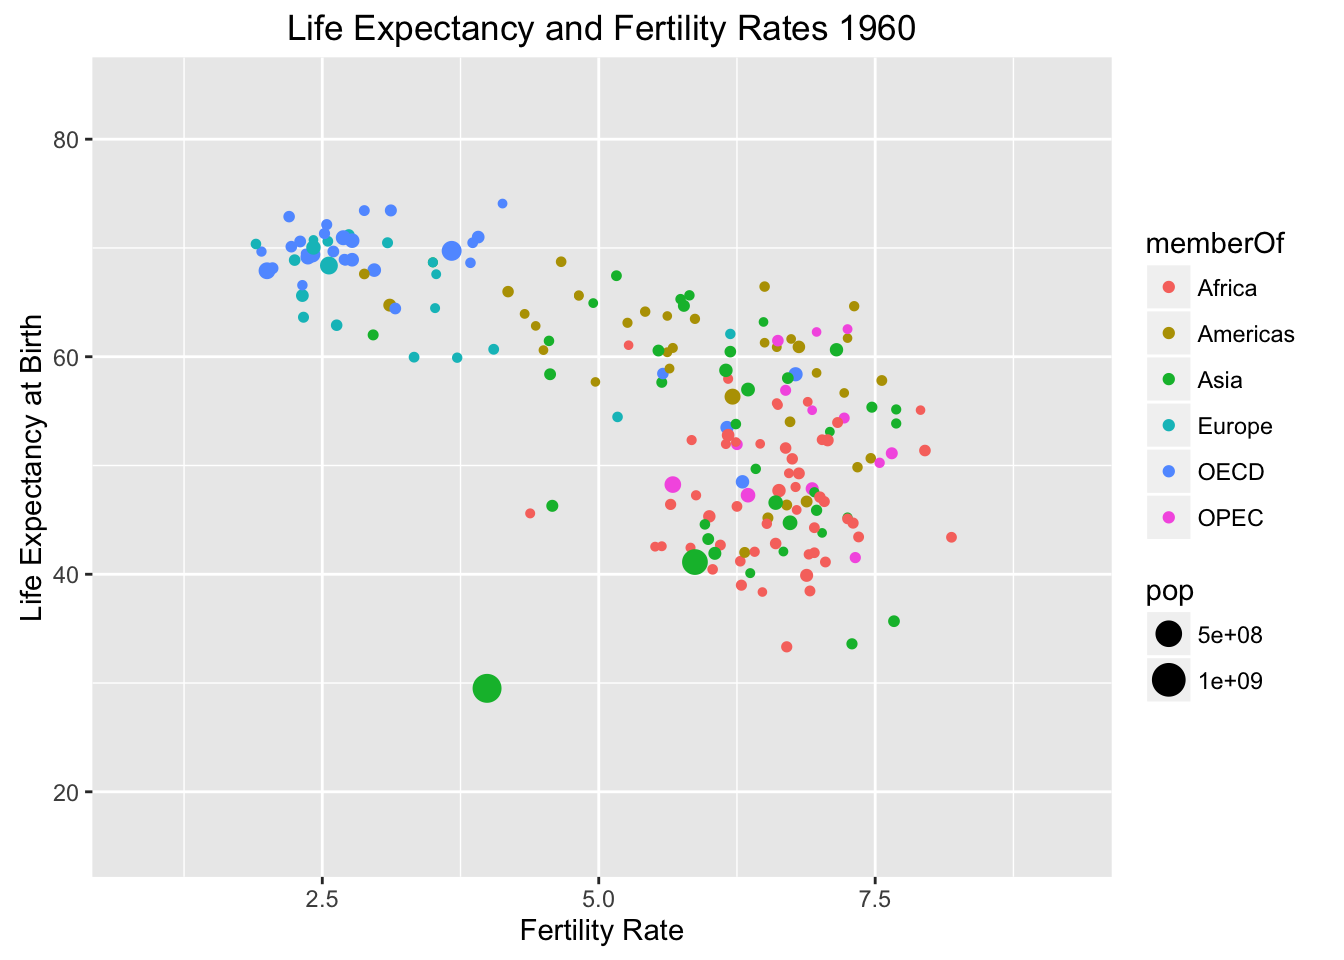 Life Expectancy and Fertility Rates 1960
80
60
40
20
Life Expectancy at Birth
2.5
5.0
7.5
Fertility Rate
memberOf
Africa
Americas
Asia
Europe
OECD
OPEC
pop
5e+08
1e+09